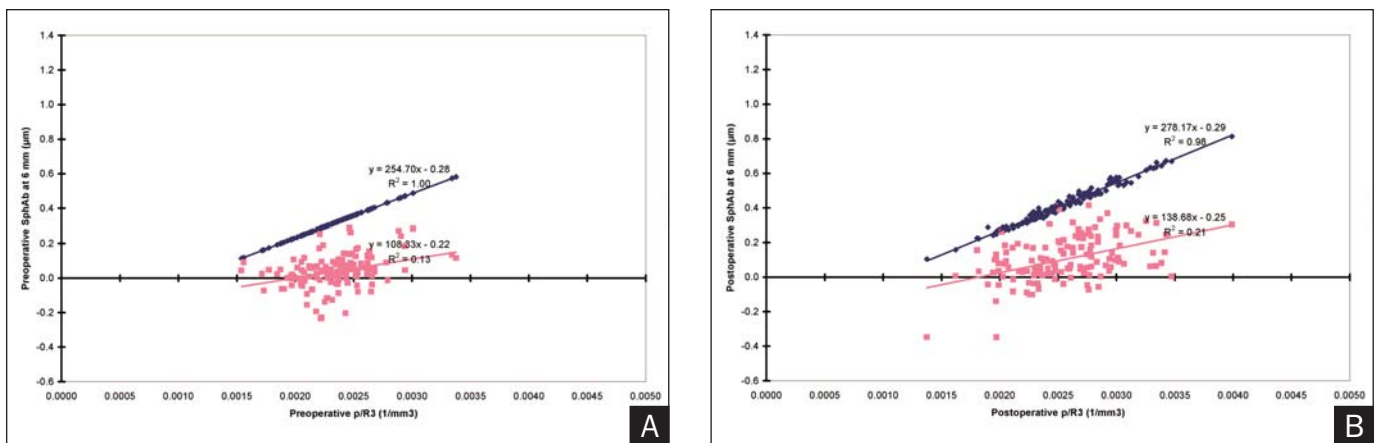 1.4
1.2
1.0
0.8
0.6
0.4
0.2
0.0
-0.2
-0.4
-0.6
Preoperative SphAb at 6 mm (μm)
y = 254.70x - 0.28
R2 = 1.00
y = 108.33x - 0.22
R2 = 0.13
0.0000 0.0005 0.0010 0.0015 0.0020 0.0025 0.0030 0.0035 0.0040 0.0045 0.0050
Preoperative p/R3 (1/mm3)
A
1.4
1.2
1.0
0.8
0.6
0.4
0.2
0.0
-0.2
-0.4
-0.6
Postoperative SphAb at 6 mm (μm)
y = 278.17x - 0.29
R2 = 0.98
y = 138.68x - 0.25
R2 = 0.21
0.0000 0.0005 0.0010 0.0015 0.0020 0.0025 0.0030 0.0035 0.0040 0.0045 0.0050
Postoperative p/R3 (1/mm3)
B